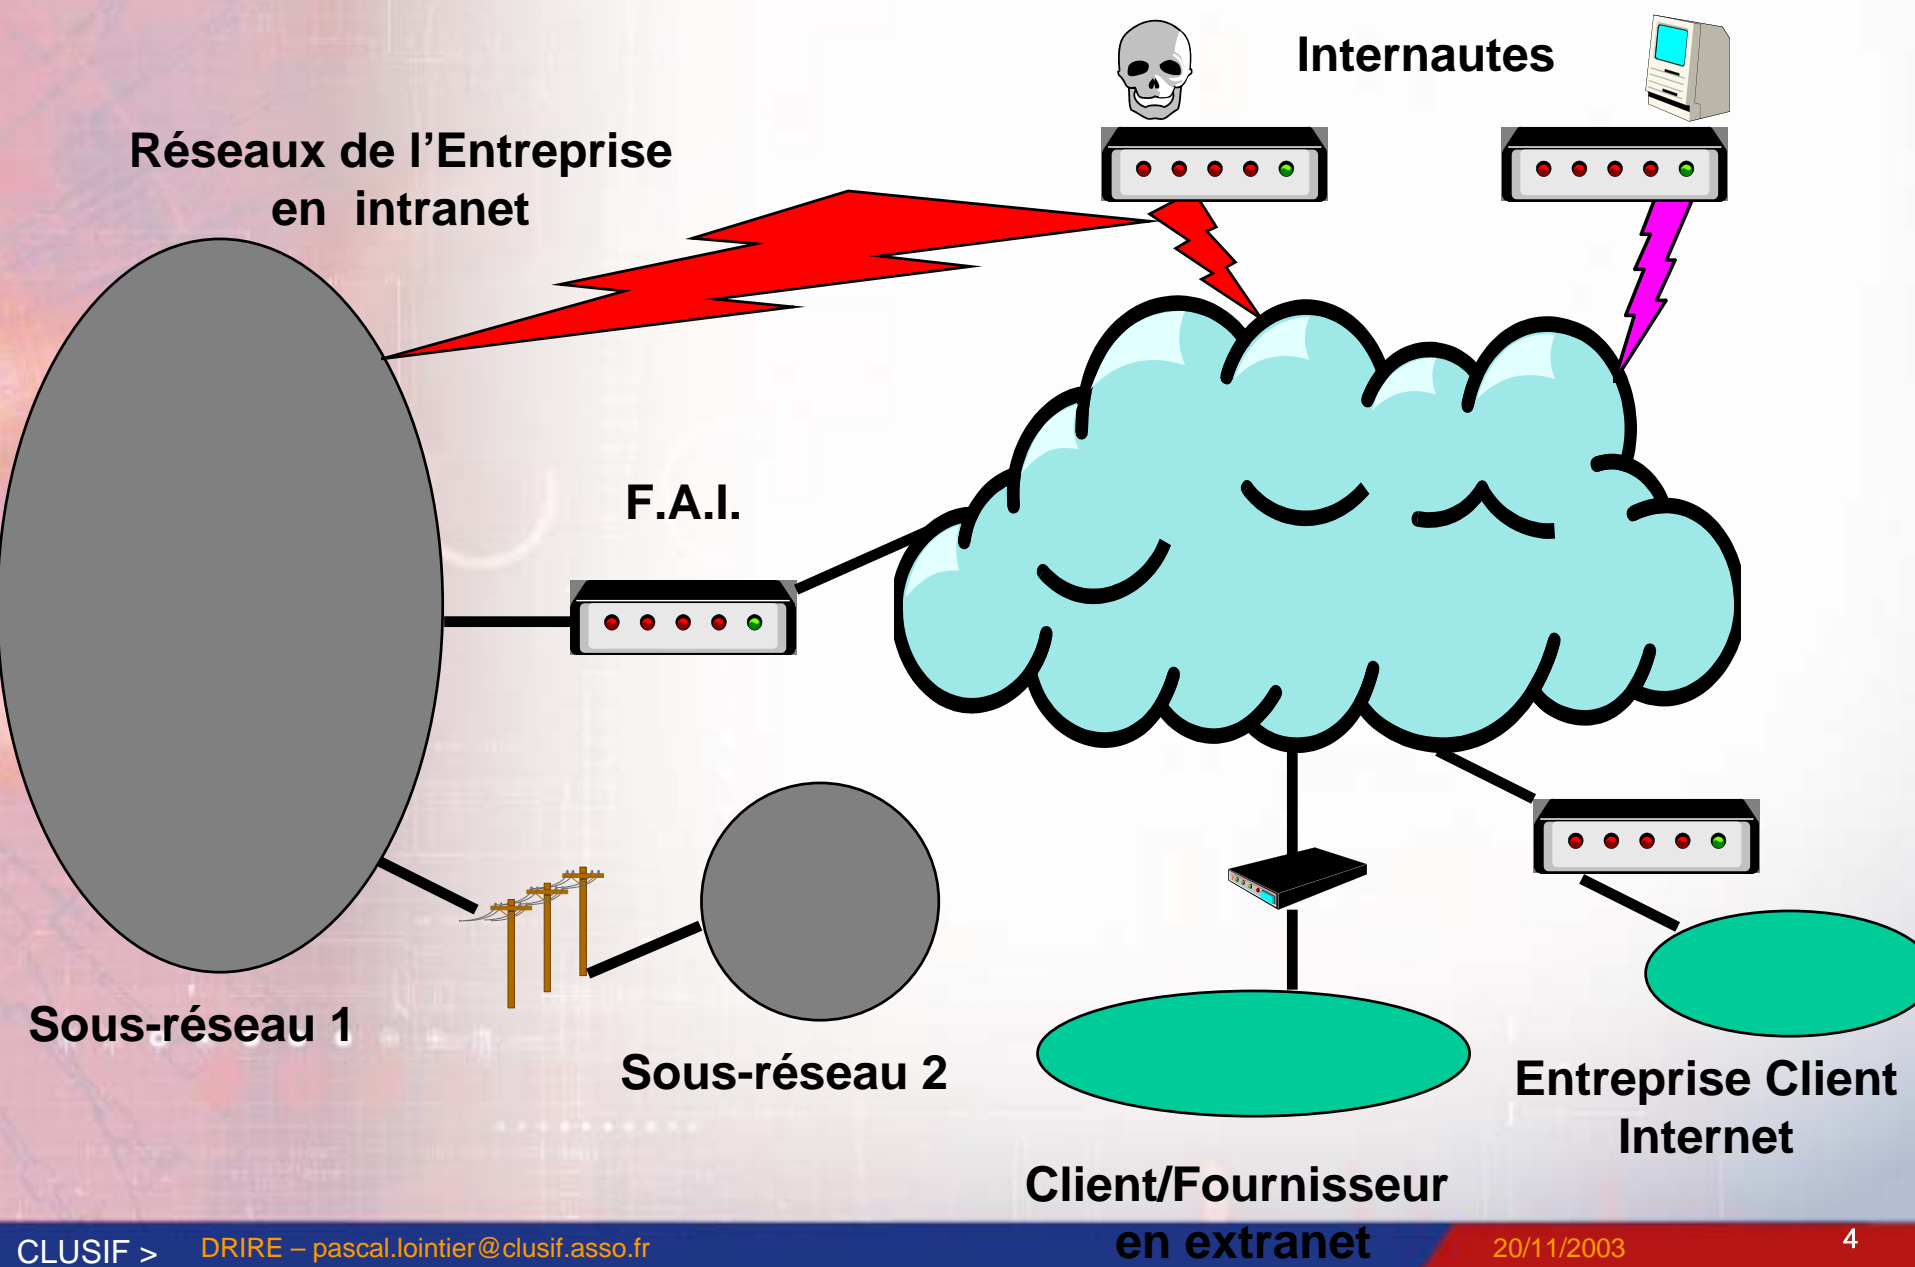 Internautes
Réseaux de l’Entreprise
en intranet
F.A.I.
Sous-réseau 1
Sous-réseau 2
Entreprise Client
Internet
Client/Fournisseur
en extranet
CLUSIF >
DRIRE – pascal.lointier@clusif.asso.fr
20/11/2003
4